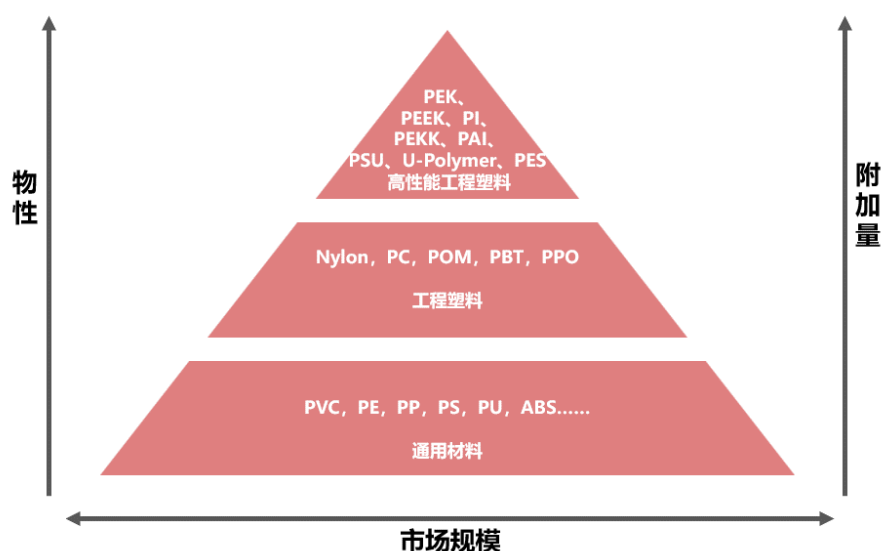 PEK、
PEEK、PI、
PEKK、PAI、
PSU、U-Polymer、PES
高性能工程塑料
物性
附加量
Nylon，PC，POM，PBT，PPO
工程塑料
PVC，PE，PP，PS，PU，ABS……
通用材料
市场规模